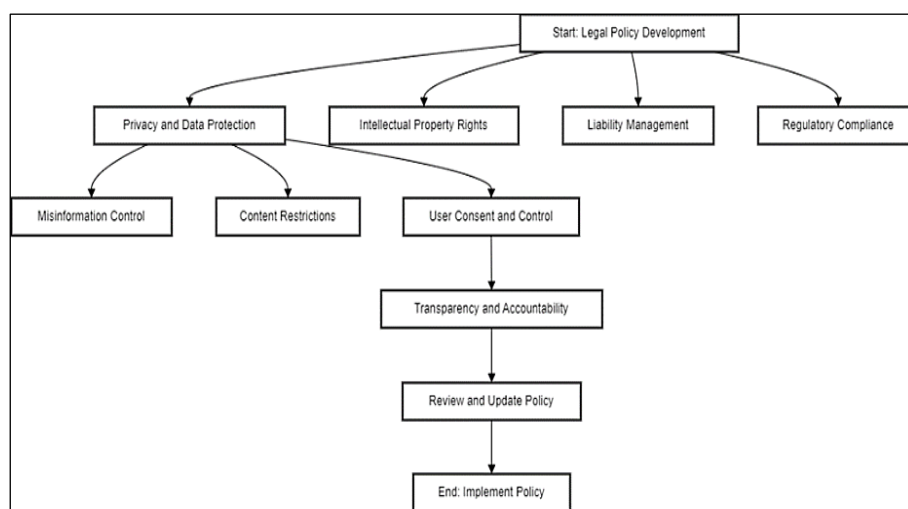 Start: Legal Policy Development
Privacy and Data Protection
Intellectual Property Rights
Liability Management
Regulatory Compliance
Misinformation Control
Content Restrictions
User Consent and Control
Transparency and Accountability
Review and Update Policy
End: Implement Policy